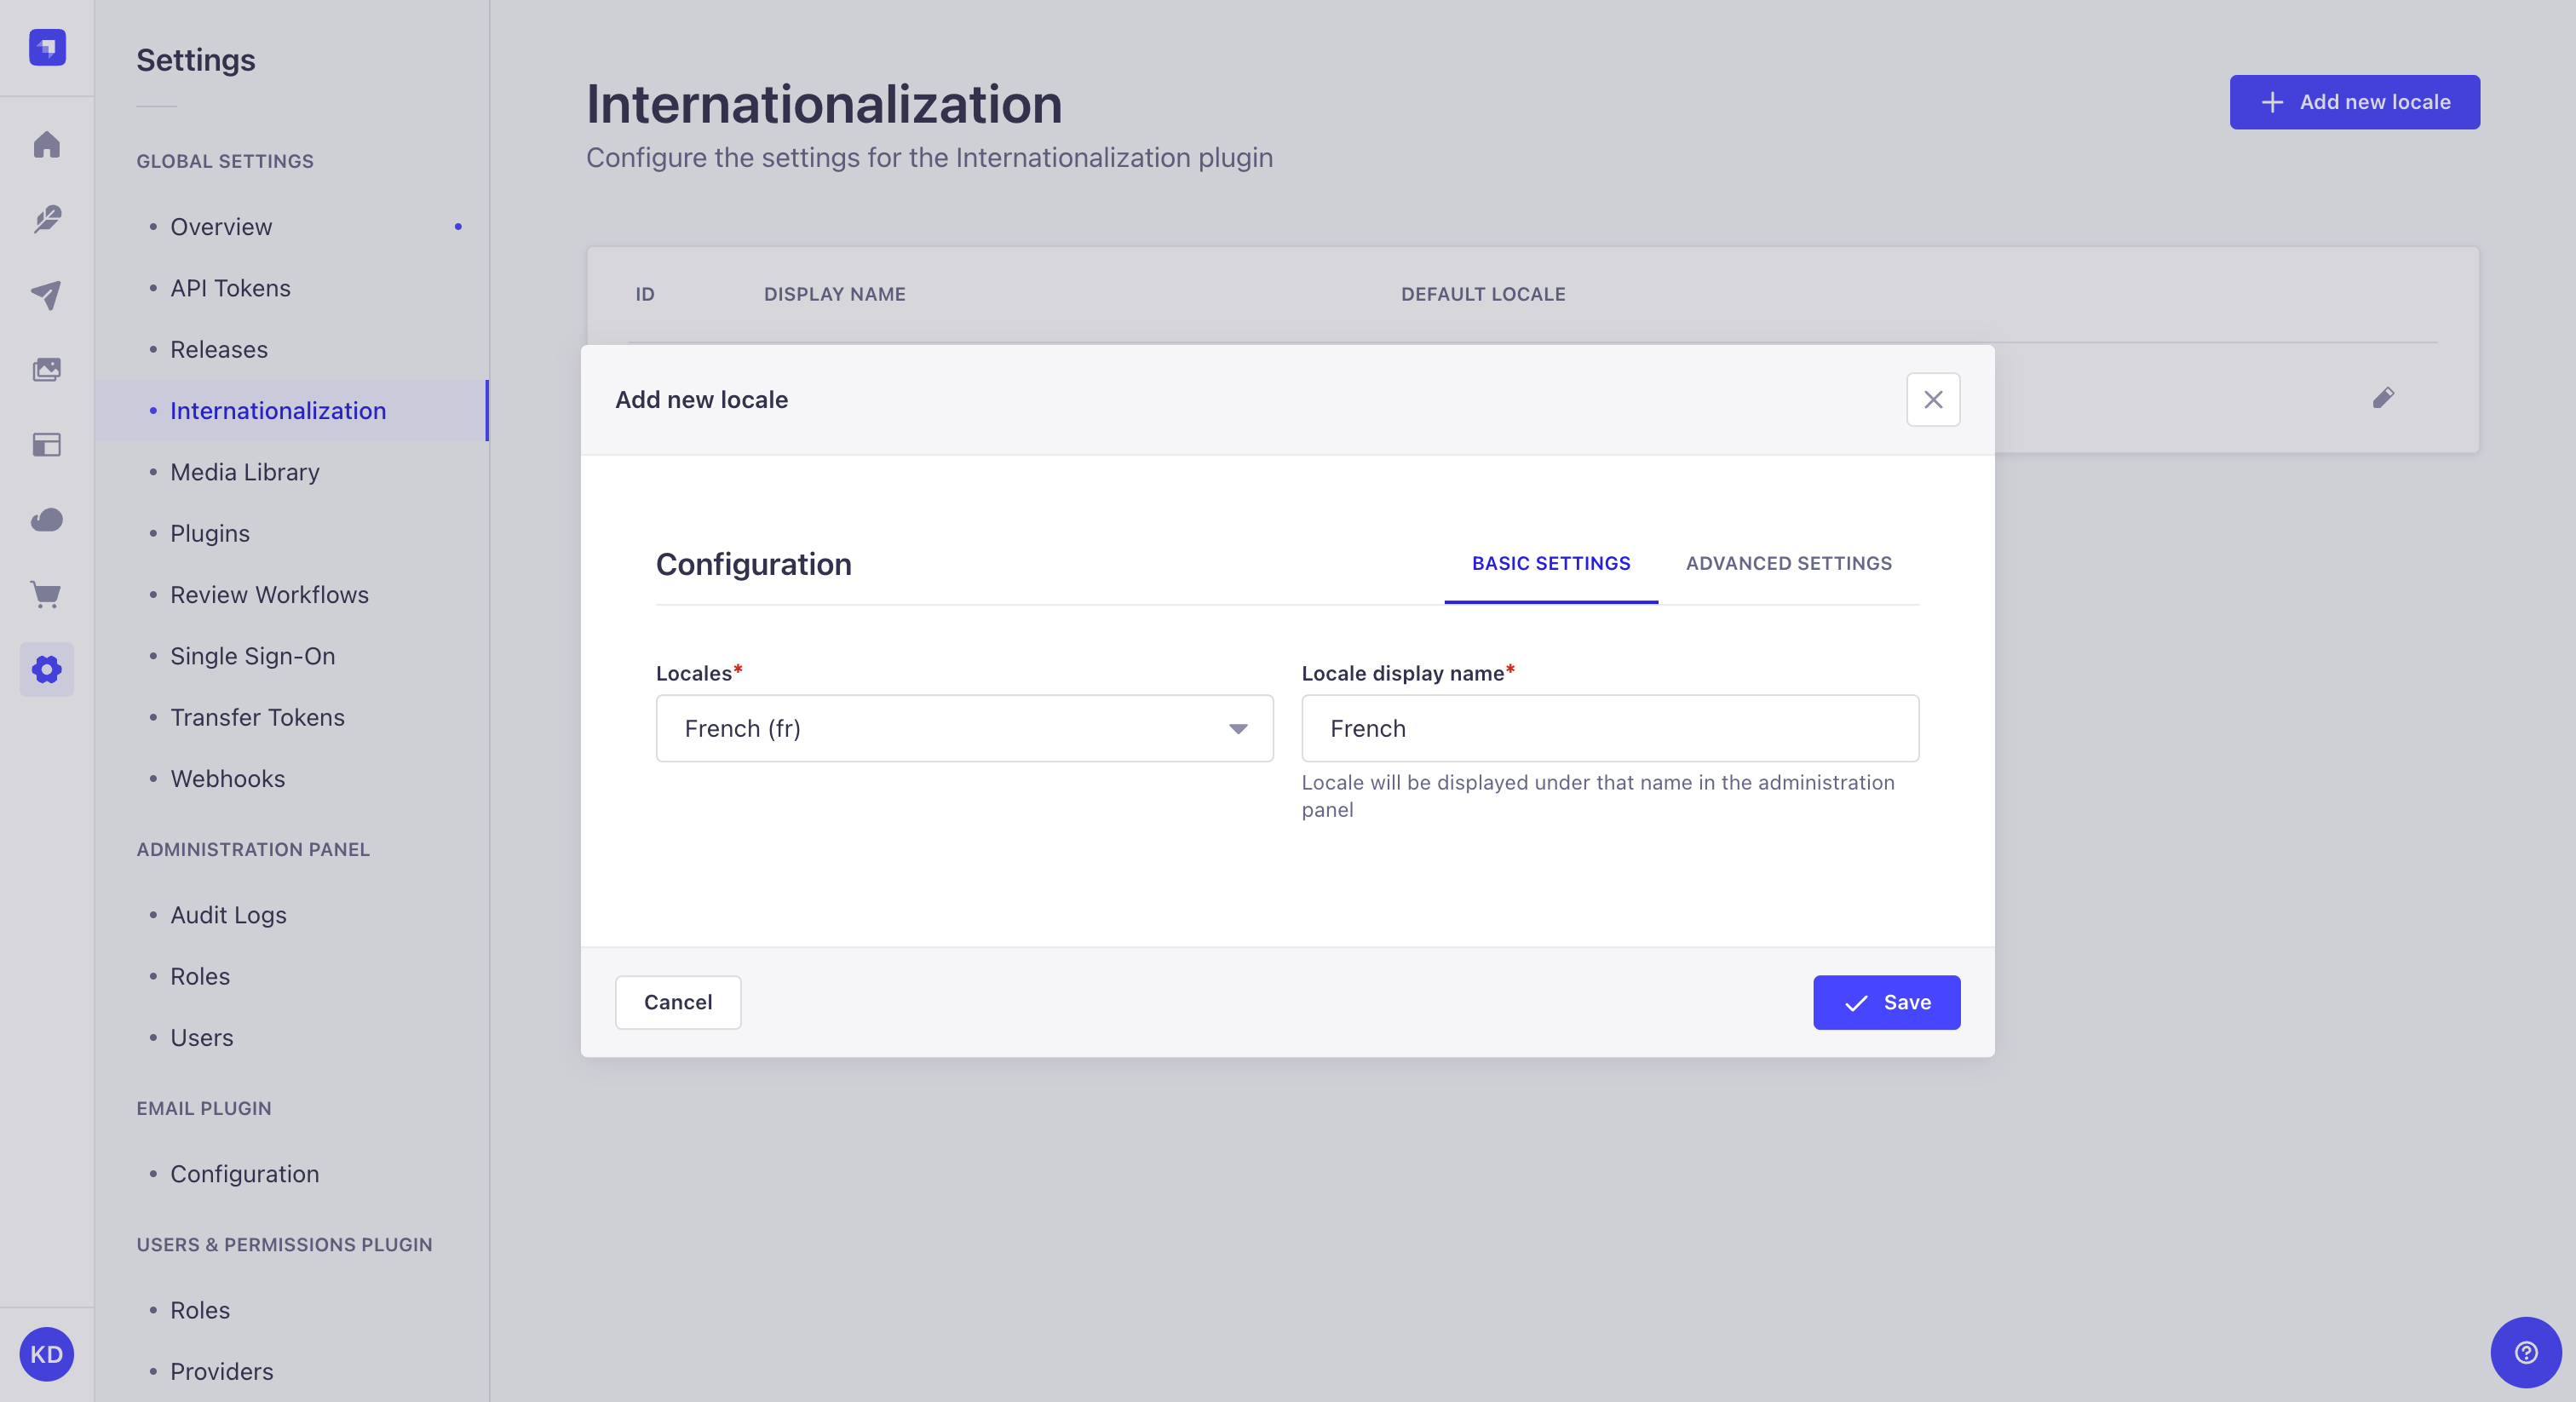 Settings
GLOBAL SETTINGS
Overview
API Tokens
Releases
Internationalization
Media Library
Plugins
Review Workflows
Single Sign-On
Transfer Tokens
Webhooks
ADMINISTRATION PANEL
Audit Logs
Roles
Users
EMAIL PLUGIN
Configuration
USERS & PERMISSIONS PLUGIN
Roles
Providers
KD
Internationalization
Configure the settings for the Internationalization plugin
Add new locale
ID DISPLAY NAME DEFAULT LOCALE
Add new locale
Configuration BASIC SETTINGS ADVANCED SETTINGS
Locales* Locale display name*
French (fr) French
Locale will be displayed under that name in the administration
panel
Cancel Save